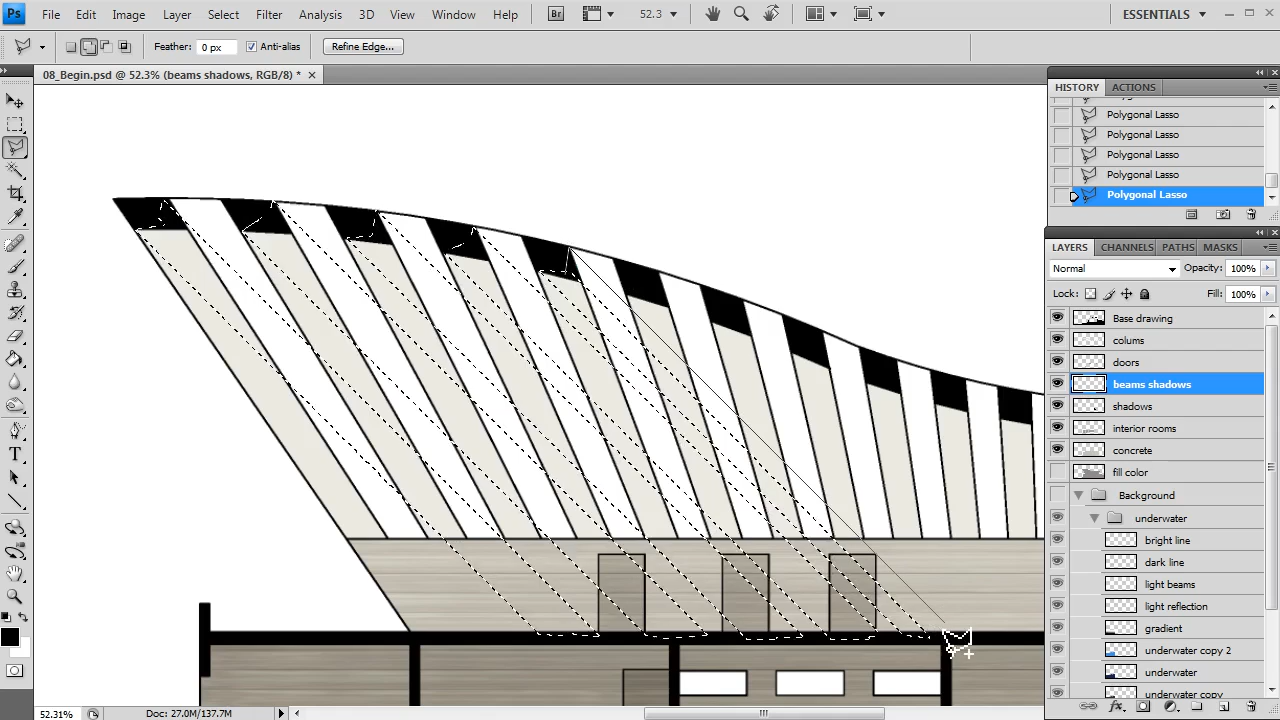 Ps File Edit Image Layer Select Filter Analysis 3D View Window Help Br 52.3 ESSENTIALS
Feather: 0 px Anti-alias Refine Edge...
08_Begin.psd @ 52.3% (beams shadows, RGB/8) *
HISTORY ACTIONS
Polygonal Lasso
Polygonal Lasso
Polygonal Lasso
Polygonal Lasso
Polygonal Lasso
LAYERS CHANNELS PATHS MASKS
Normal Opacity: 100%
Lock: Fill: 100%
Base drawing
colums
doors
beams shadows
shadows
interior rooms
concrete
fill color
Background
underwater
bright line
dark line
light beams
light reflection
gradient
underwater copy 2
underwater
underwater copy
52.31% Doc: 27.0M/137.7M